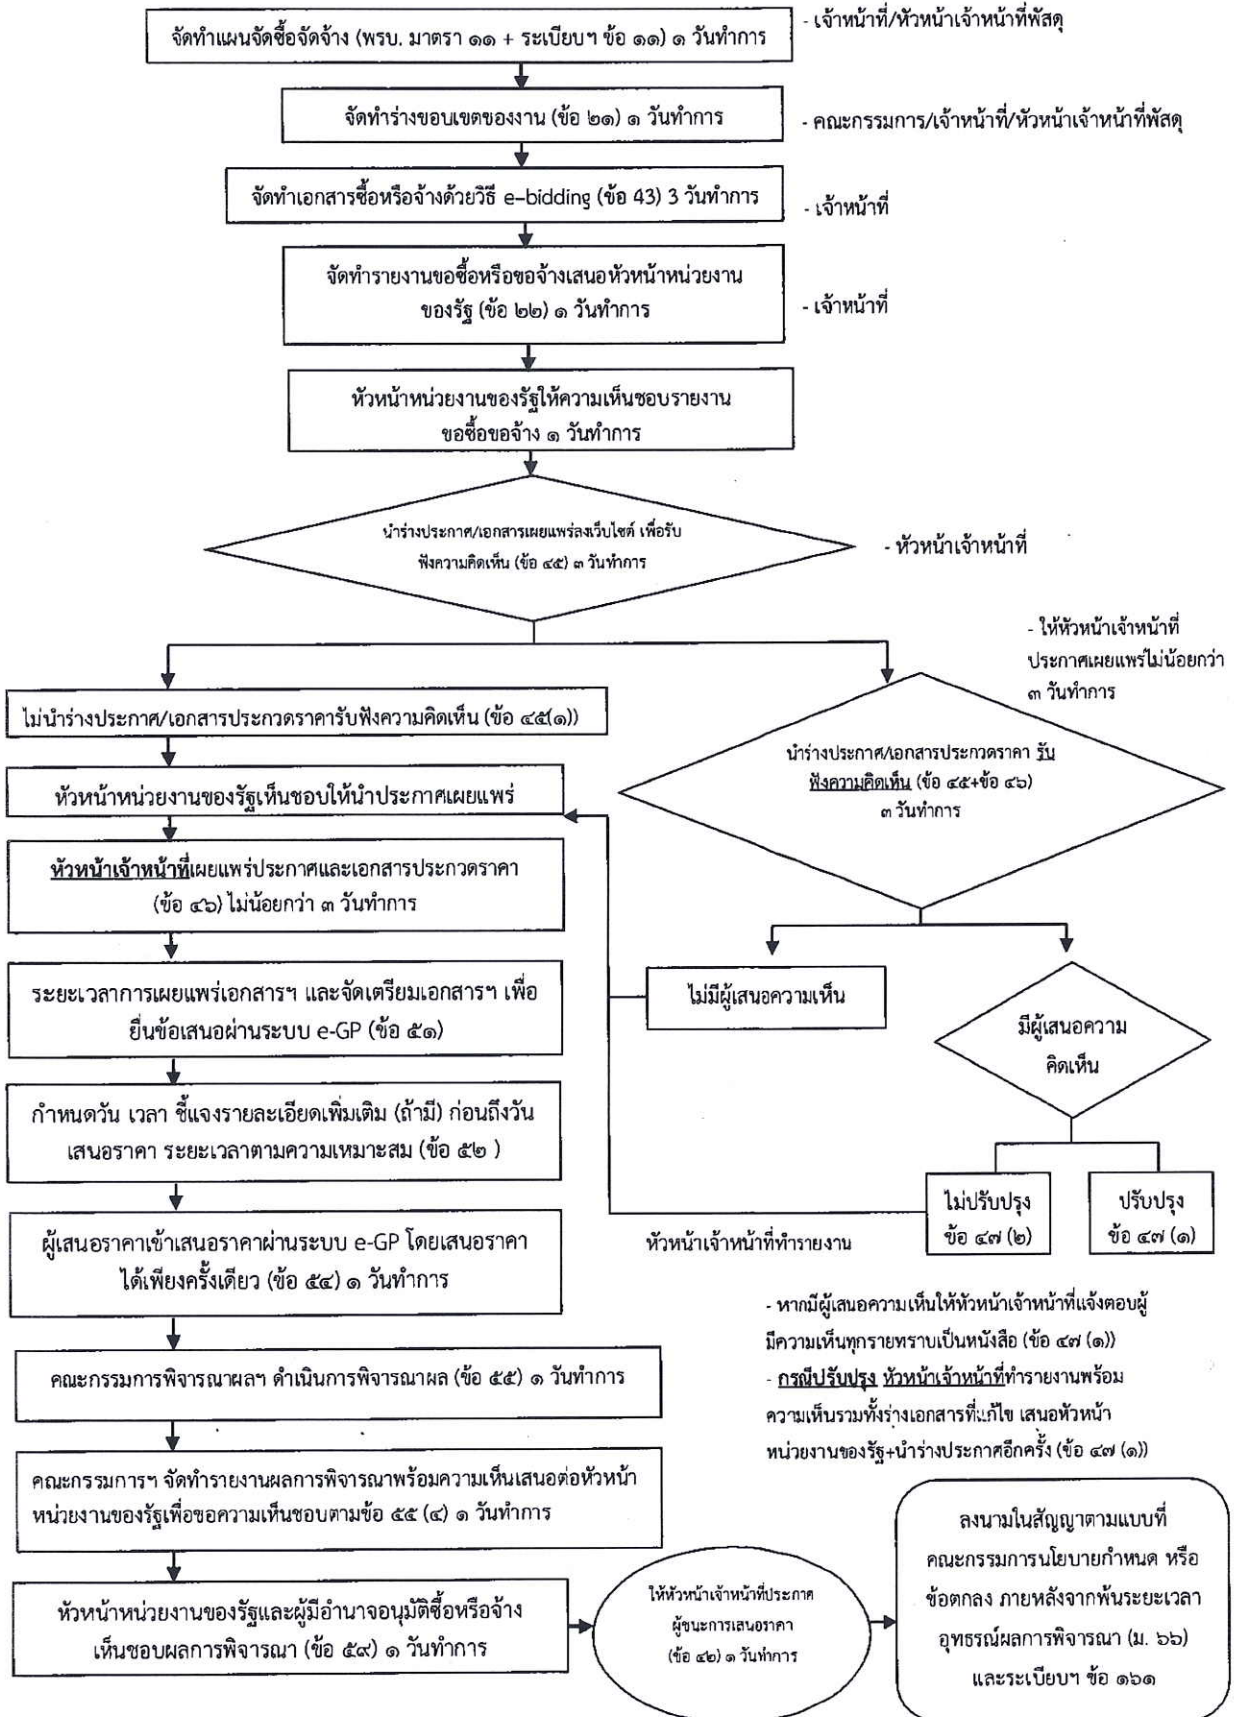 จัดทำแผนจัดซื้อจัดจ้าง (พรบ. มาตรา ๑๑ + ระเบียบฯ ข้อ ๑๑) ๑ วันทำการ
- เจ้าหน้าที่/หัวหน้าเจ้าหน้าที่พัสดุ
จัดทำร่างขอบเขตของงาน (ข้อ ๒๑) ๑ วันทำการ
- คณะกรรมการ/เจ้าหน้าที่/หัวหน้าเจ้าหน้าที่พัสดุ
จัดทำเอกสารซื้อหรือจ้างด้วยวิธี e-bidding (ข้อ 43) 3 วันทำการ
- เจ้าหน้าที่
จัดทำรายงานขอซื้อหรือขอจ้างเสนอหัวหน้าหน่วยงาน
ของรัฐ (ข้อ ๒๒) ๑ วันทำการ
- เจ้าหน้าที่
หัวหน้าหน่วยงานของรัฐให้ความเห็นชอบรายงาน
ขอซื้อขอจ้าง ๑ วันทำการ
นำร่างประกาศ/เอกสารเผยแพร่ลงเว็บไซต์ เพื่อรับ
ฟังความคิดเห็น (ข้อ ๔๕) ๓ วันทำการ
- หัวหน้าเจ้าหน้าที่
- ให้หัวหน้าเจ้าหน้าที่
ประกาศเผยแพร่ไม่น้อยกว่า
๓ วันทำการ
ไม่นำร่างประกาศ/เอกสารประกวดราคารับฟังความคิดเห็น (ข้อ ๔๕(๑))
นำร่างประกาศ/เอกสารประกวดราคา รับ
ฟังความคิดเห็น (ข้อ ๔๕+ข้อ ๔๖)
๓ วันทำการ
หัวหน้าหน่วยงานของรัฐเห็นชอบให้นำประกาศเผยแพร่
หัวหน้าเจ้าหน้าที่เผยแพร่ประกาศและเอกสารประกวดราคา
(ข้อ ๔๖) ไม่น้อยกว่า ๓ วันทำการ
ระยะเวลาการเผยแพร่เอกสารฯ และจัดเตรียมเอกสารฯ เพื่อ
ยื่นข้อเสนอผ่านระบบ e-GP (ข้อ ๕๑)
ไม่มีผู้เสนอความเห็น
มีผู้เสนอความ
คิดเห็น
กำหนดวัน เวลา ชี้แจงรายละเอียดเพิ่มเติม (ถ้ามี) ก่อนถึงวัน
เสนอราคา ระยะเวลาตามความเหมาะสม (ข้อ ๕๒ )
ไม่ปรับปรุง
ข้อ ๔๗ (๒)
ปรับปรุง
ข้อ ๔๗ (๑)
หัวหน้าเจ้าหน้าที่ทำรายงาน
ผู้เสนอราคาเข้าเสนอราคาผ่านระบบ e-GP โดยเสนอราคา
ได้เพียงครั้งเดียว (ข้อ ๕๔) ๑ วันทำการ
- หากมีผู้เสนอความเห็นให้หัวหน้าเจ้าหน้าที่แจ้งตอบผู้
มีความเห็นทุกรายทราบเป็นหนังสือ (ข้อ ๔๗ (๑))
- กรณีปรับปรุง หัวหน้าเจ้าหน้าที่ทำรายงานพร้อม
ความเห็นรวมทั้งร่างเอกสารที่แก้ไข เสนอหัวหน้า
หน่วยงานของรัฐ+นำร่างประกาศอีกครั้ง (ข้อ ๔๗ (๑))
คณะกรรมการพิจารณาผลฯ ดำเนินการพิจารณาผล (ข้อ ๕๕) ๑ วันทำการ
คณะกรรมการฯ จัดทำรายงานผลการพิจารณาพร้อมความเห็นเสนอต่อหัวหน้า
หน่วยงานของรัฐเพื่อขอความเห็นชอบตามข้อ ๕๕ (๔) ๑ วันทำการ
หัวหน้าหน่วยงานของรัฐและผู้มีอำนาจอนุมัติซื้อหรือจ้าง
เห็นชอบผลการพิจารณา (ข้อ ๕๙) ๑ วันทำการ
ให้หัวหน้าเจ้าหน้าที่ประกาศ
ผู้ชนะการเสนอราคา
(ข้อ ๔๒) ๑ วันทำการ
ลงนามในสัญญาตามแบบที่
คณะกรรมการนโยบายกำหนด หรือ
ข้อตกลง ภายหลังจากพ้นระยะเวลา
อุทธรณ์ผลการพิจารณา (ม. ๖๖)
และระเบียบฯ ข้อ ๑๖๑